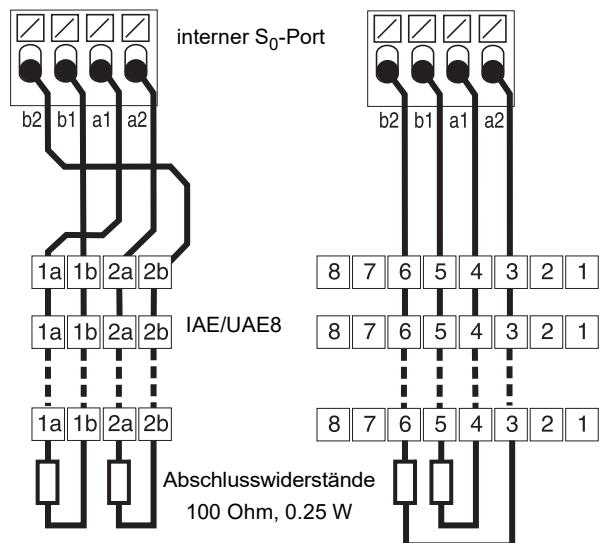 interner S0-Port
b2 b1 a1 a2
b2 b1 a1 a2
1a 1b 2a 2b
8 7 6 5 4 3 2 1
1a 1b 2a 2b
IAE/UAE8
8 7 6 5 4 3 2 1
1a 1b 2a 2b
8 7 6 5 4 3 2 1
Abschlusswiderstände
100 Ohm, 0.25 W